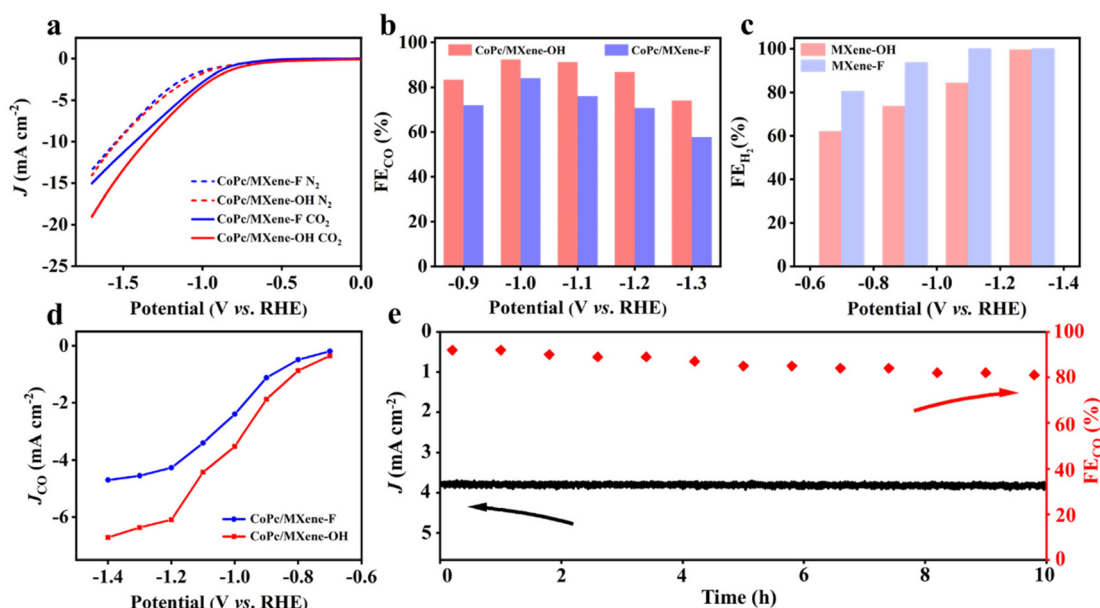 a
J (mA cm⁻²)
0
-5
-10
-15
-20
-25
CoPc/MXene-F N₂
CoPc/MXene-OH N₂
CoPc/MXene-F CO₂
CoPc/MXene-OH CO₂
-1.5 -1.0 -0.5 0.0
Potential (V vs. RHE)
b
FE_CO (%)
100
80
60
40
20
0
CoPc/MXene-OH CoPc/MXene-F
-0.9 -1.0 -1.1 -1.2 -1.3
Potential (V vs. RHE)
c
FE_H₂ (%)
100
80
60
40
20
0
MXene-OH
MXene-F
-0.6 -0.8 -1.0 -1.2 -1.4
Potential (V vs. RHE)
d
J_CO (mA cm⁻²)
0
-2
-4
-6
CoPc/MXene-F
CoPc/MXene-OH
-1.4 -1.2 -1.0 -0.8 -0.6
Potential (V vs. RHE)
e
J (mA cm⁻²)
0
1
2
3
4
5
0 2 4 6 8 10
Time (h)
100
80
60
40
20
0
FE_CO (%)